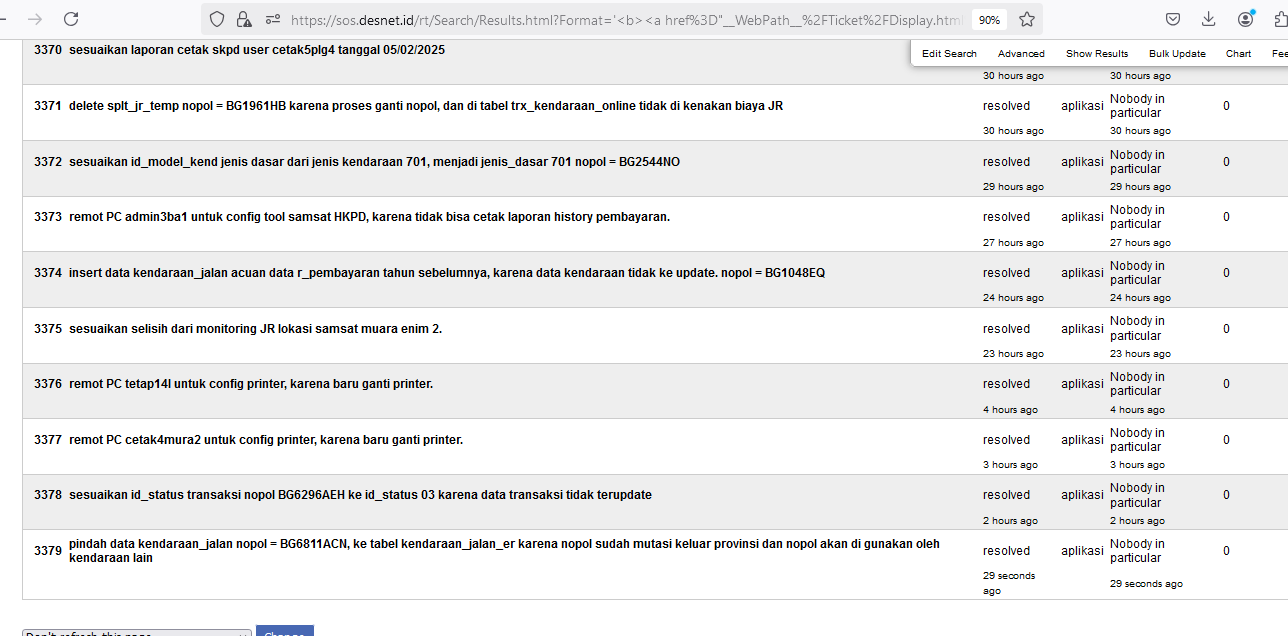 https://sos.desnet.id/rt/Search/Results.html?Format='<b><a href%3D"__WebPath__%2FTicket%2FDisplay.htm
90%
Edit Search Advanced Show Results Bulk Update Chart
3370 sesuaikan laporan cetak skpd user cetak5plg4 tanggal 05/02/2025
30 hours ago 30 hours ago
3371 delete splt_jr_temp nopol = BG1961HB karena proses ganti nopol, dan di tabel trx_kendaraan_online tidak di kenakan biaya JR resolved aplikasi Nobody in particular 0
30 hours ago 30 hours ago
3372 sesuaikan id_model_kend jenis dasar dari jenis kendaraan 701, menjadi jenis_dasar 701 nopol = BG2544NO resolved aplikasi Nobody in particular 0
29 hours ago 29 hours ago
3373 remot PC admin3ba1 untuk config tool samsat HKPD, karena tidak bisa cetak laporan history pembayaran. resolved aplikasi Nobody in particular 0
27 hours ago 27 hours ago
3374 insert data kendaraan_jalan acuan data r_pembayaran tahun sebelumnya, karena data kendaraan tidak ke update. nopol = BG1048EQ resolved aplikasi Nobody in particular 0
24 hours ago 24 hours ago
3375 sesuaikan selisih dari monitoring JR lokasi samsat muara enim 2. resolved aplikasi Nobody in particular 0
23 hours ago 23 hours ago
3376 remot PC tetap14l untuk config printer, karena baru ganti printer. resolved aplikasi Nobody in particular 0
4 hours ago 4 hours ago
3377 remot PC cetak4mura2 untuk config printer, karena baru ganti printer. resolved aplikasi Nobody in particular 0
3 hours ago 3 hours ago
3378 sesuaikan id_status transaksi nopol BG6296AEH ke id_status 03 karena data transaksi tidak terupdate resolved aplikasi Nobody in particular 0
2 hours ago 2 hours ago
3379 pindah data kendaraan_jalan nopol = BG6811ACN, ke tabel kendaraan_jalan_er karena nopol sudah mutasi keluar provinsi dan nopol akan di gunakan oleh
kendaraan lain resolved aplikasi Nobody in particular 0
29 seconds ago 29 seconds ago
Don't refresh this page. Change